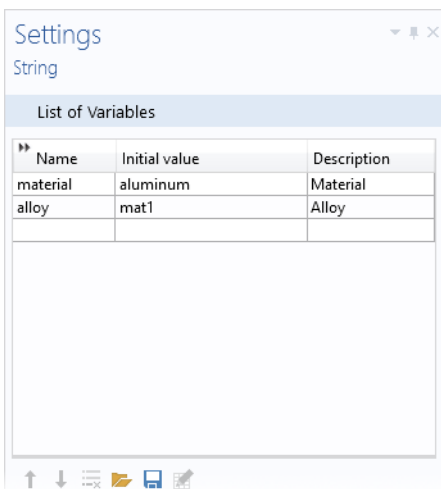 Settings
String
List of Variables
Name Initial value Description
material aluminum Material
alloy mat1 Alloy